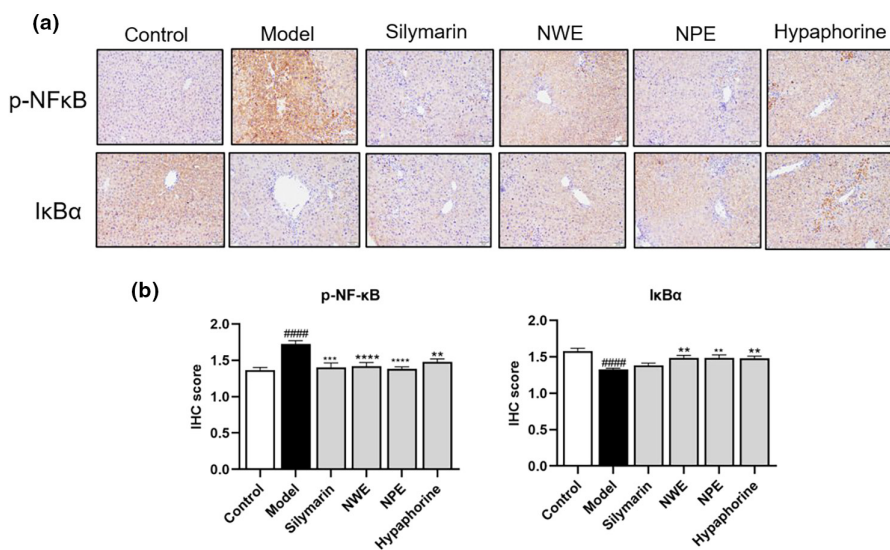 (a)
Control Model Silymarin NWE NPE Hypaphorine
p-NFκB
IκBα
(b)
p-NF-κB
IHC score
2.0
1.5
1.0
0.5
0.0
####
***
****
****
**
Control Model Silymarin NWE NPE Hypaphorine
IκBα
IHC score
2.0
1.5
1.0
0.5
0.0
####
**
**
**
Control Model Silymarin NWE NPE Hypaphorine